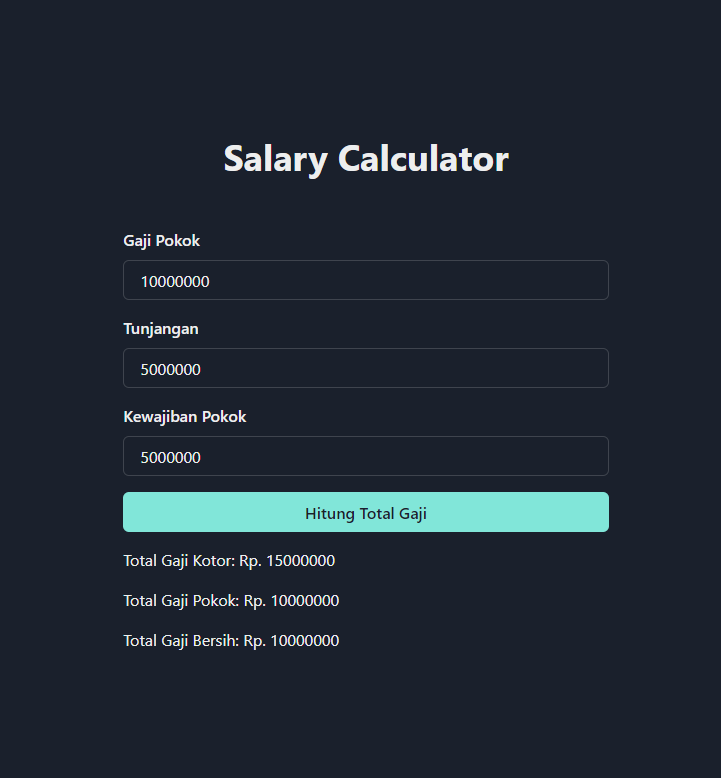 Salary Calculator
Gaji Pokok
10000000
Tunjangan
5000000
Kewajiban Pokok
5000000
Hitung Total Gaji
Total Gaji Kotor: Rp. 15000000
Total Gaji Pokok: Rp. 10000000
Total Gaji Bersih: Rp. 10000000